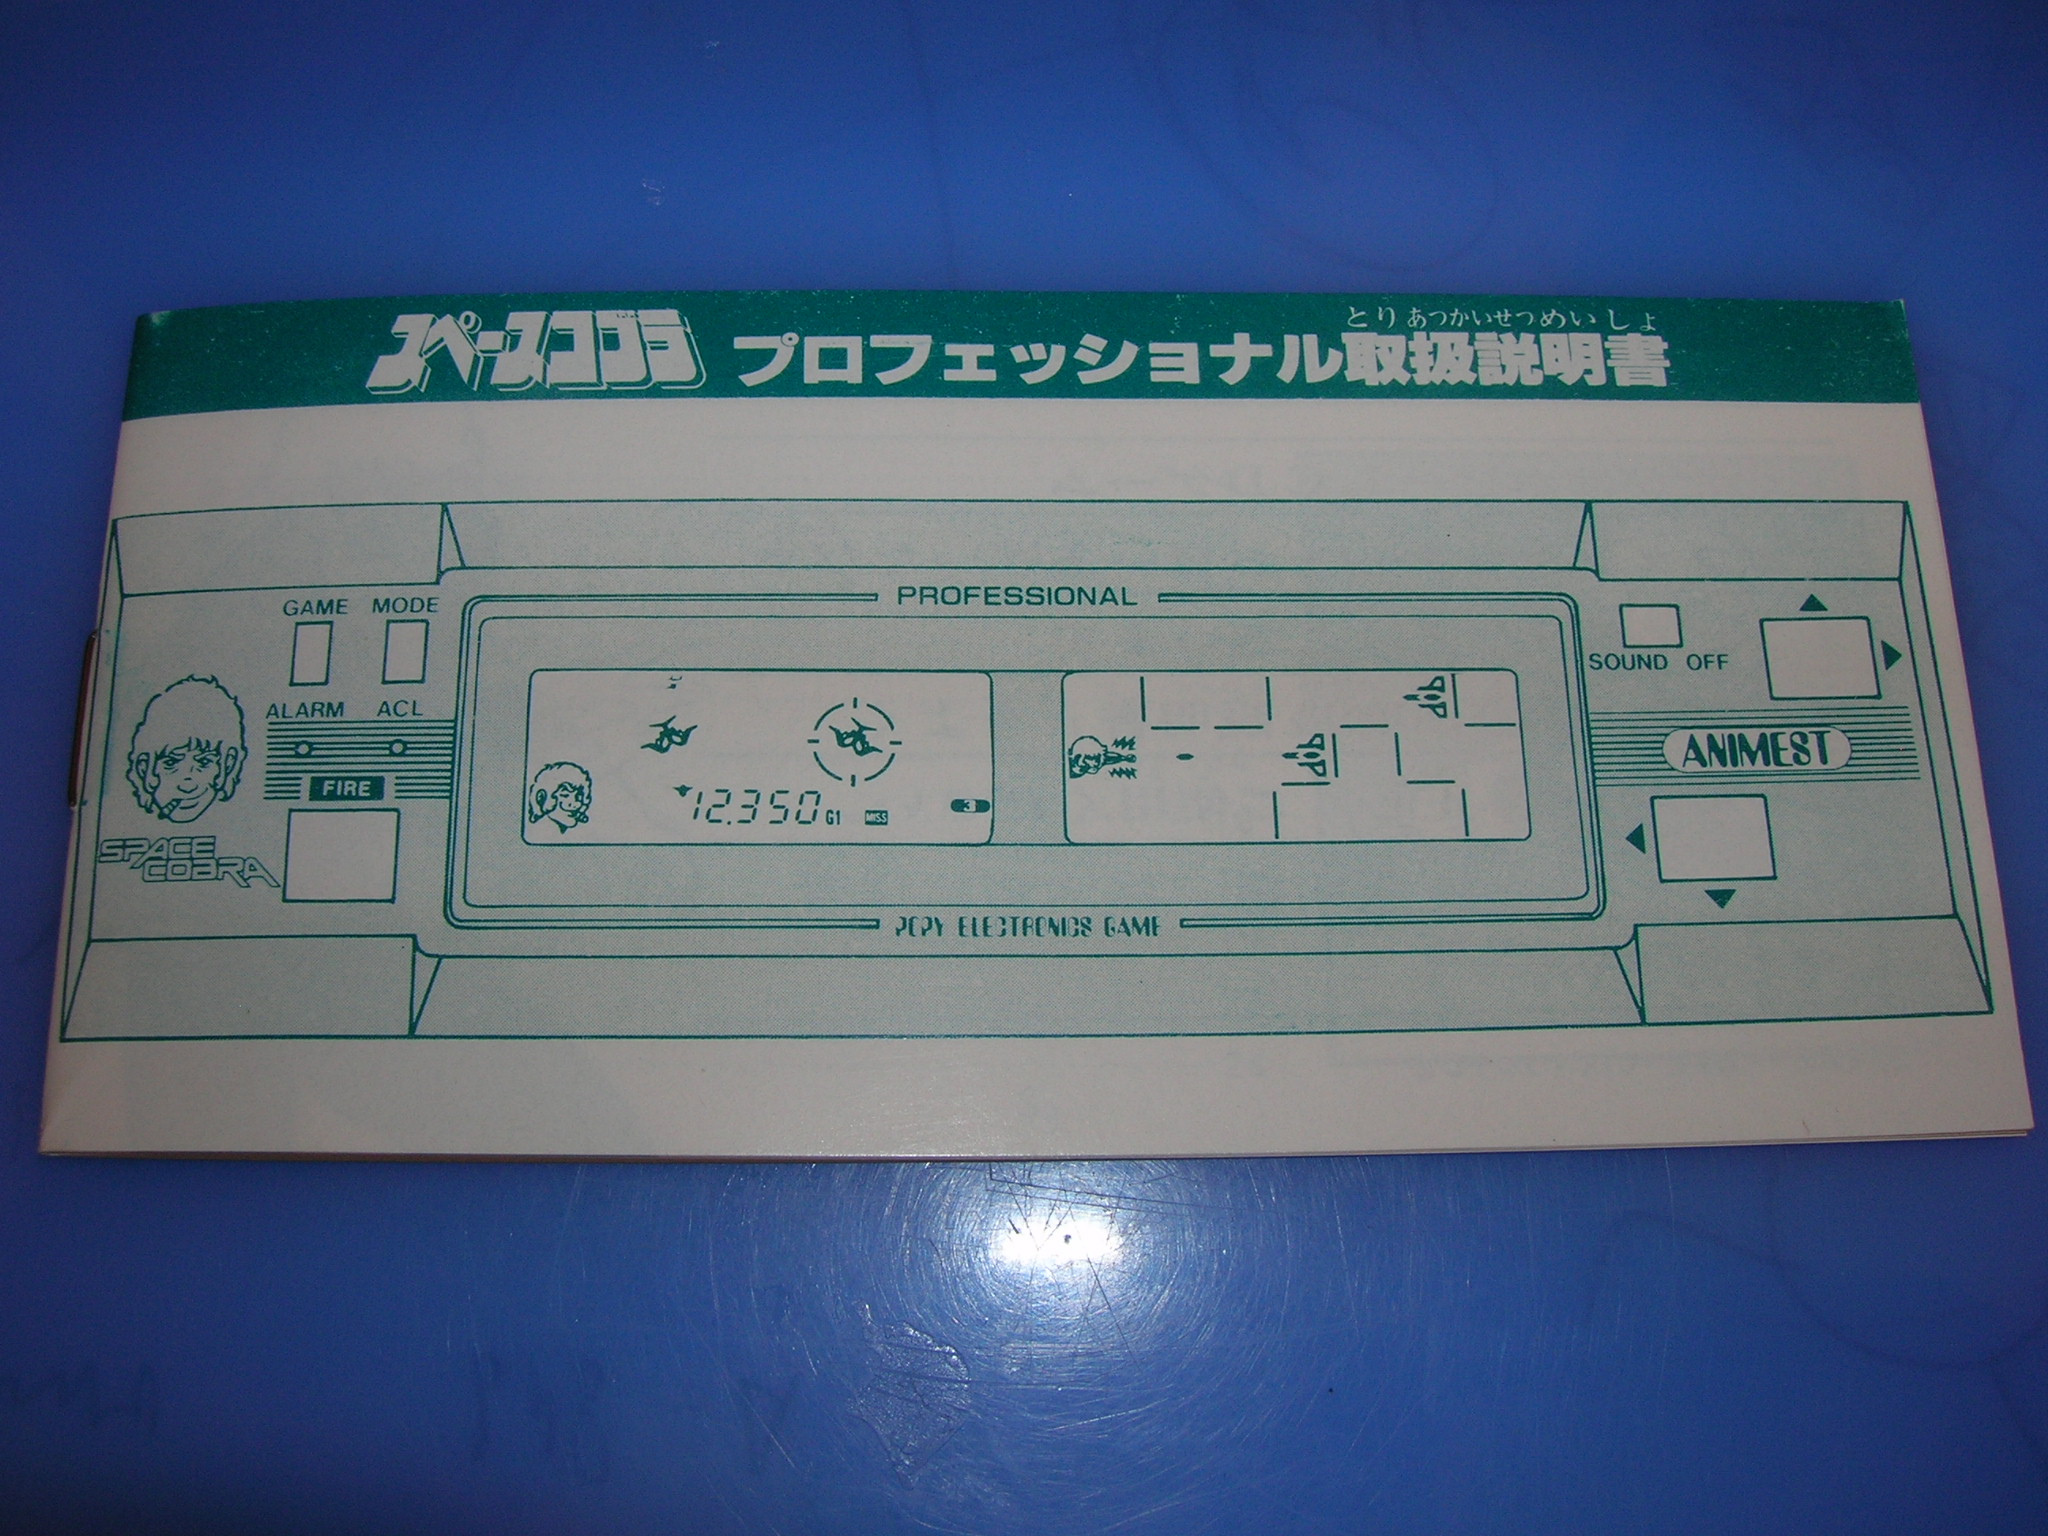 とりあつかいせつめいしょ
スペースコブラ プロフェッショナル取扱説明書
PROFESSIONAL
GAME MODE
SOUND OFF
ALARM ACL
ANIMEST
FIRE
12.350 G1 MISS 3
SPACE
COBRA
POPY ELECTRONICS GAME